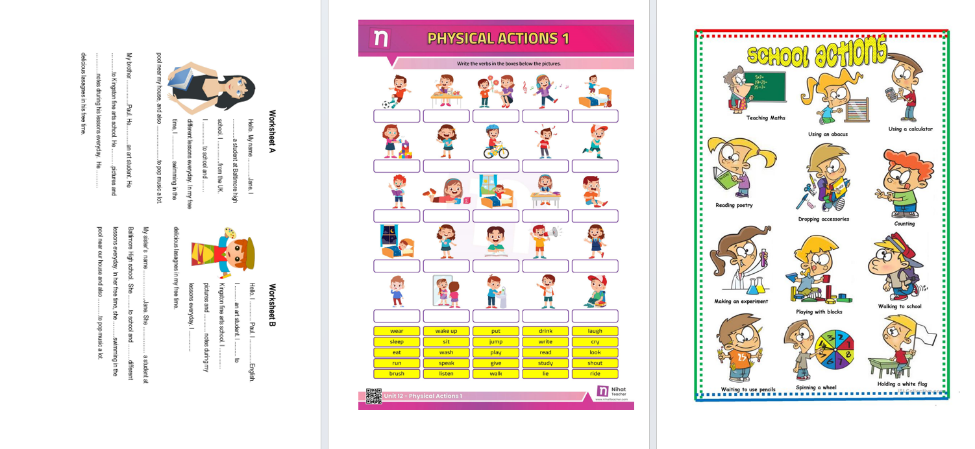 Worksheet A
Hello. My name ............Jane. I
............a student at Baltimore high
school. I ............from the UK.
I ............ to school and .......
different lessons everyday. In my free
time, I ............swimming in the
pool near my house, and also ............to pop music a lot.
My brother ............Paul. He ..........an art student. He
............to Kingston fine arts school. He ..........pictures and
............notes during his lessons everyday. He ..........
delicious lasagnes in his free time.
Worksheet B
Hello. I ............Paul. I ..........English.
I ..........an art student. I .......... to
Kingston fine arts school. I ..........
pictures and ..........notes during my
lessons everyday. I ..........
delicious lasagnes in my free time.
My sister's name ............Jane. She ............ a student at
Baltimore High school. She .......to school and .......different
lessons everyday. In her free time, she ..........swimming in the
pool near our house and also ..........to pop music a lot.
n
PHYSICAL ACTIONS 1
Write the verbs in the boxes below the pictures.
wear wake up put drink laugh
sleep sit jump write cry
eat wash play read look
run speak give study shout
brush listen walk lie ride
Unit 12 - Physical Actions 1
n Nihat teacher
SCHOOL ACTIONS
Teaching Maths
Using an abacus
Using a calculator
Reading poetry
Dropping accessories
Counting
Making an experiment
Playing with blocks
Walking to school
Waiting to use pencils
Spinning a wheel
Holding a white flag